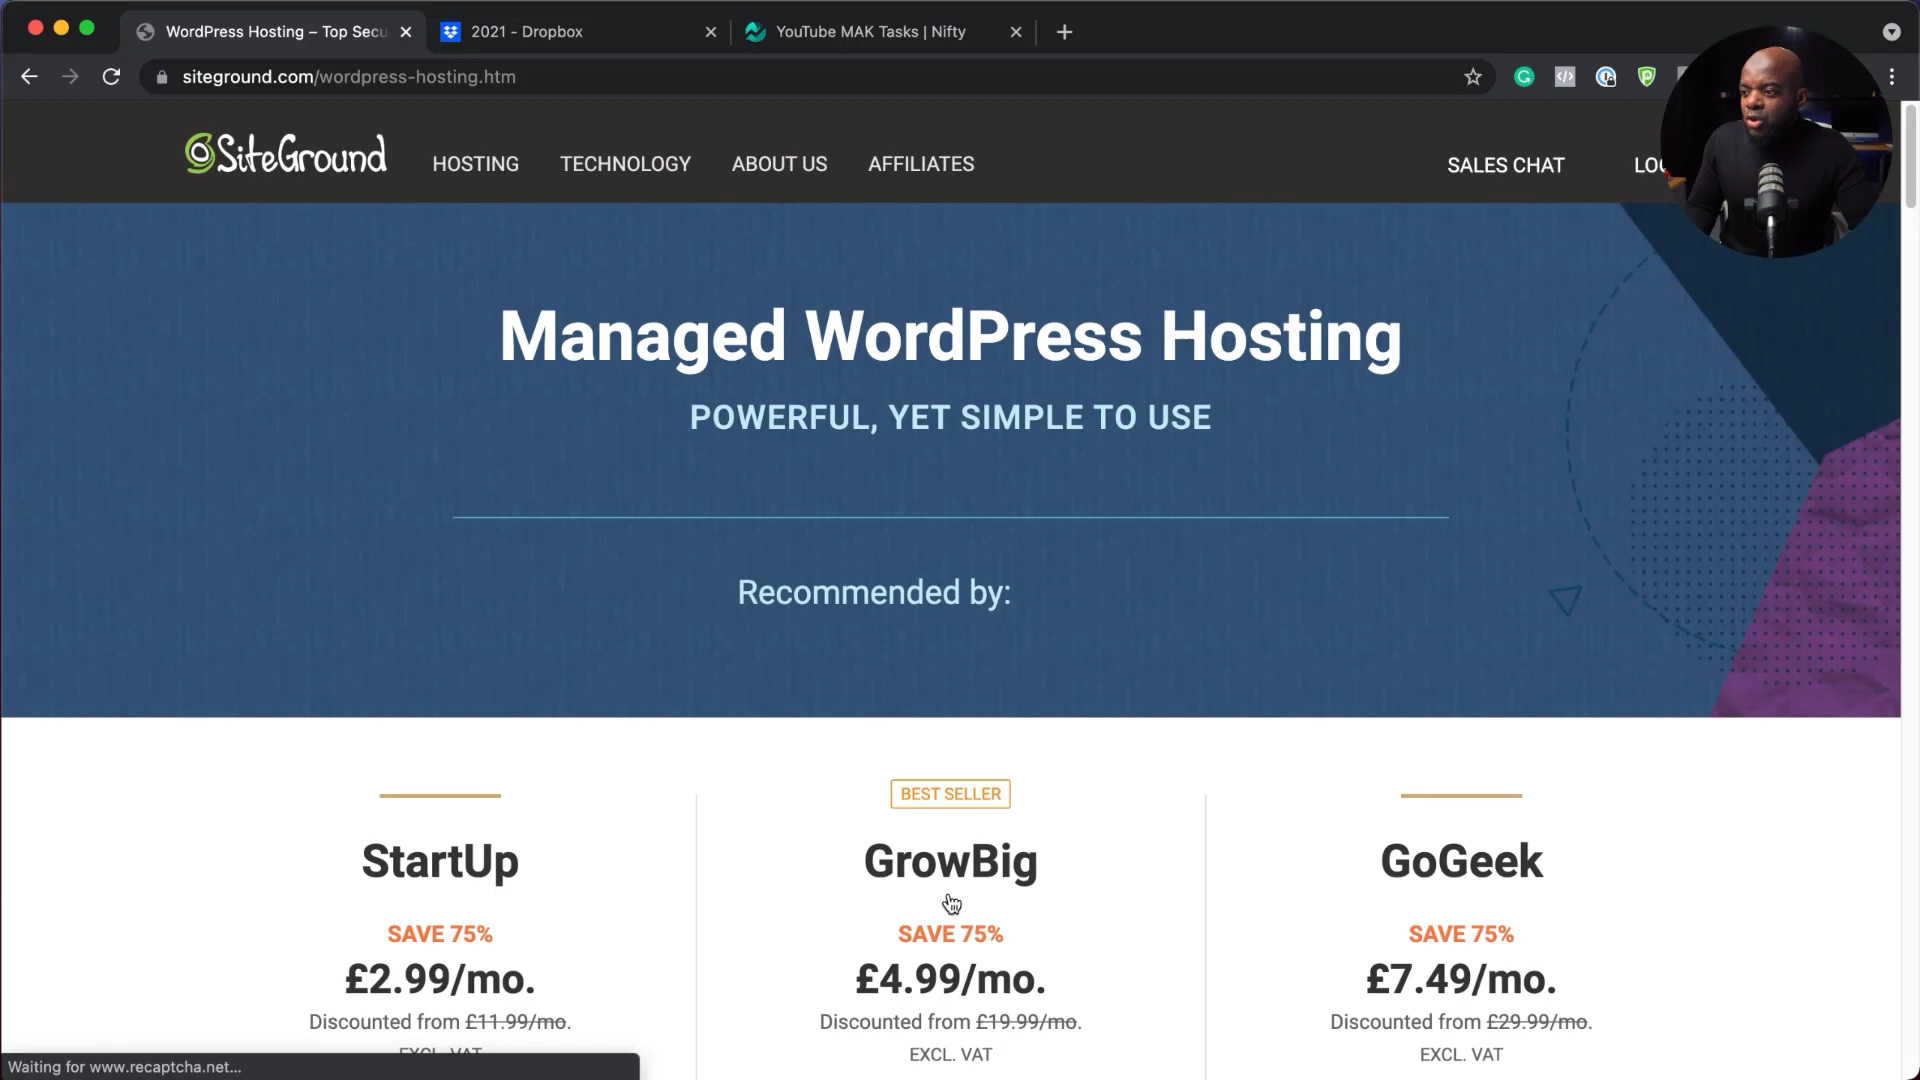 WordPress Hosting – Top Secu
2021 - Dropbox
YouTube MAK Tasks | Nifty
siteground.com/wordpress-hosting.htm
SiteGround
HOSTING
TECHNOLOGY
ABOUT US
AFFILIATES
SALES CHAT
Managed WordPress Hosting
POWERFUL, YET SIMPLE TO USE
Recommended by:
StartUp
SAVE 75%
£2.99/mo.
Discounted from £11.99/mo.
EXCL. VAT
BEST SELLER
GrowBig
SAVE 75%
£4.99/mo.
Discounted from £19.99/mo.
EXCL. VAT
GoGeek
SAVE 75%
£7.49/mo.
Discounted from £29.99/mo.
EXCL. VAT
Waiting for www.recaptcha.net...